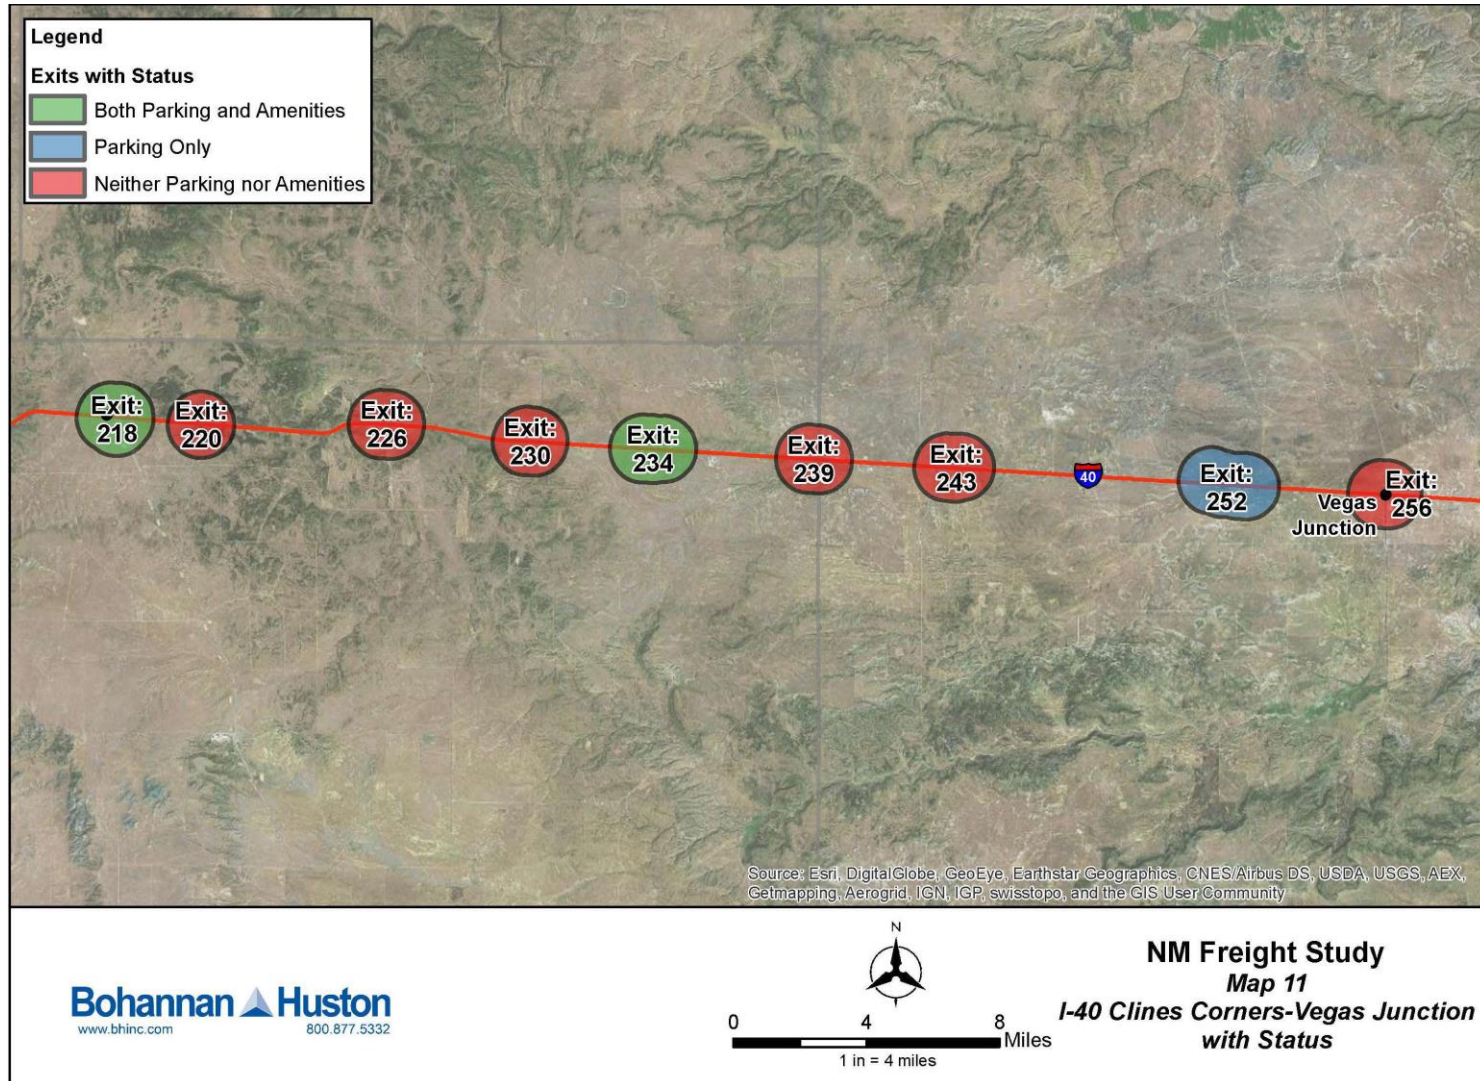 Legend
Exits with Status
Both Parking and Amenities
Parking Only
Neither Parking nor Amenities
Exit:
218
Exit:
220
Exit:
226
Exit:
230
Exit:
234
Exit:
239
Exit:
243
40
Exit:
252
Exit:
256
Vegas
Junction
Source: Esri, DigitalGlobe, GeoEye, Earthstar Geographics, CNES/Airbus DS, USDA, USGS, AEX,
Getmapping, Aerogrid, IGN, IGP, swisstopo, and the GIS User Community
Bohannan Huston
www.bhinc.com 800.877.5332
N
0 4 8 Miles
1 in = 4 miles
NM Freight Study
Map 11
I-40 Clines Corners-Vegas Junction
with Status